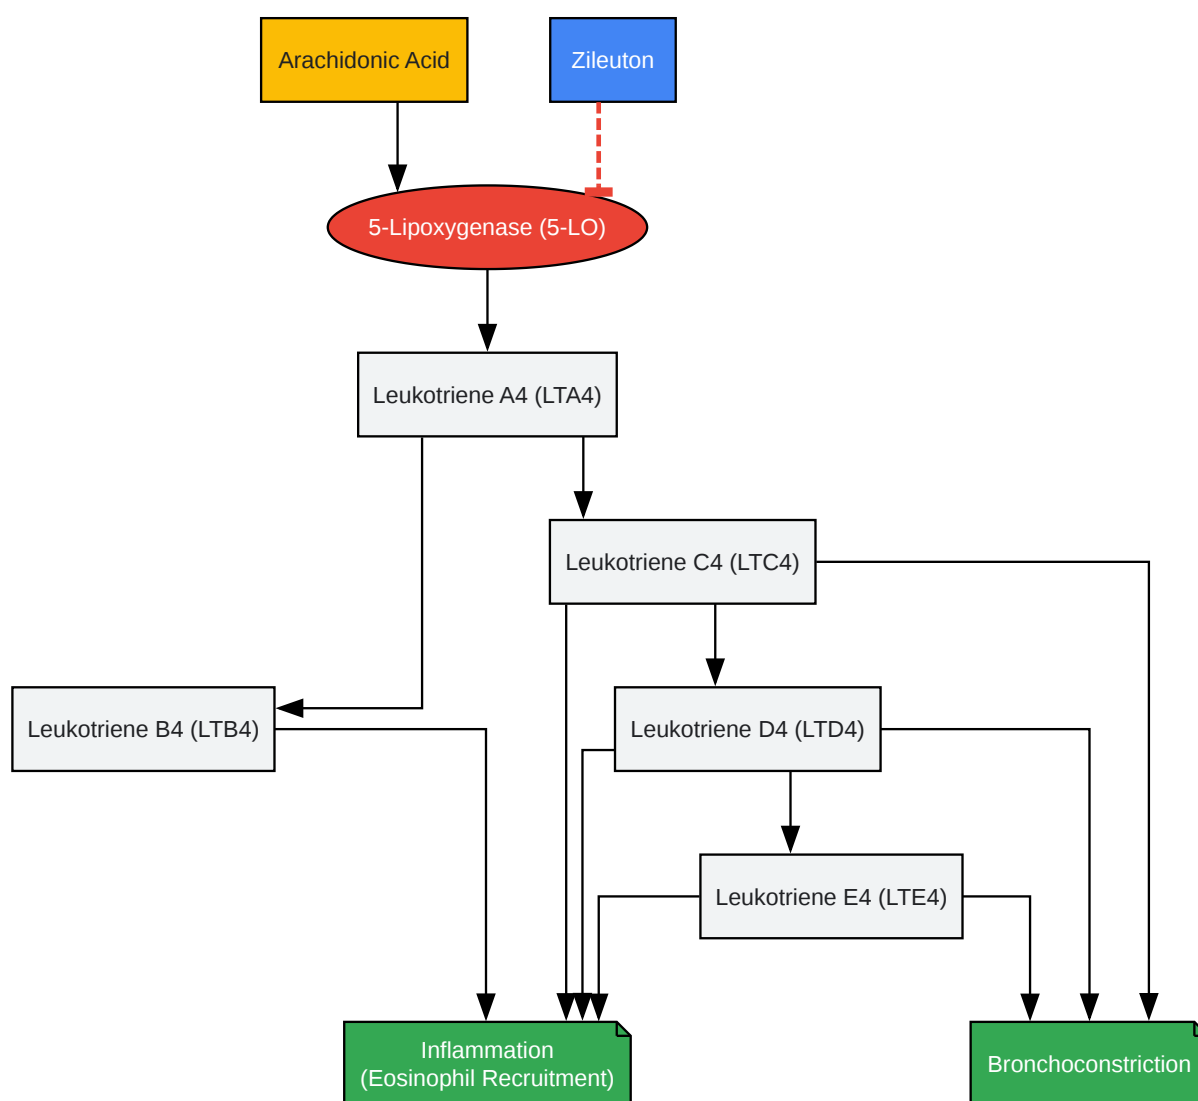 Arachidonic Acid
Zileuton
5-Lipoxygenase (5-LO)
Leukotriene A4 (LTA4)
Leukotriene C4 (LTC4)
Leukotriene B4 (LTB4)
Leukotriene D4 (LTD4)
Leukotriene E4 (LTE4)
Inflammation
(Eosinophil Recruitment)
Bronchoconstriction